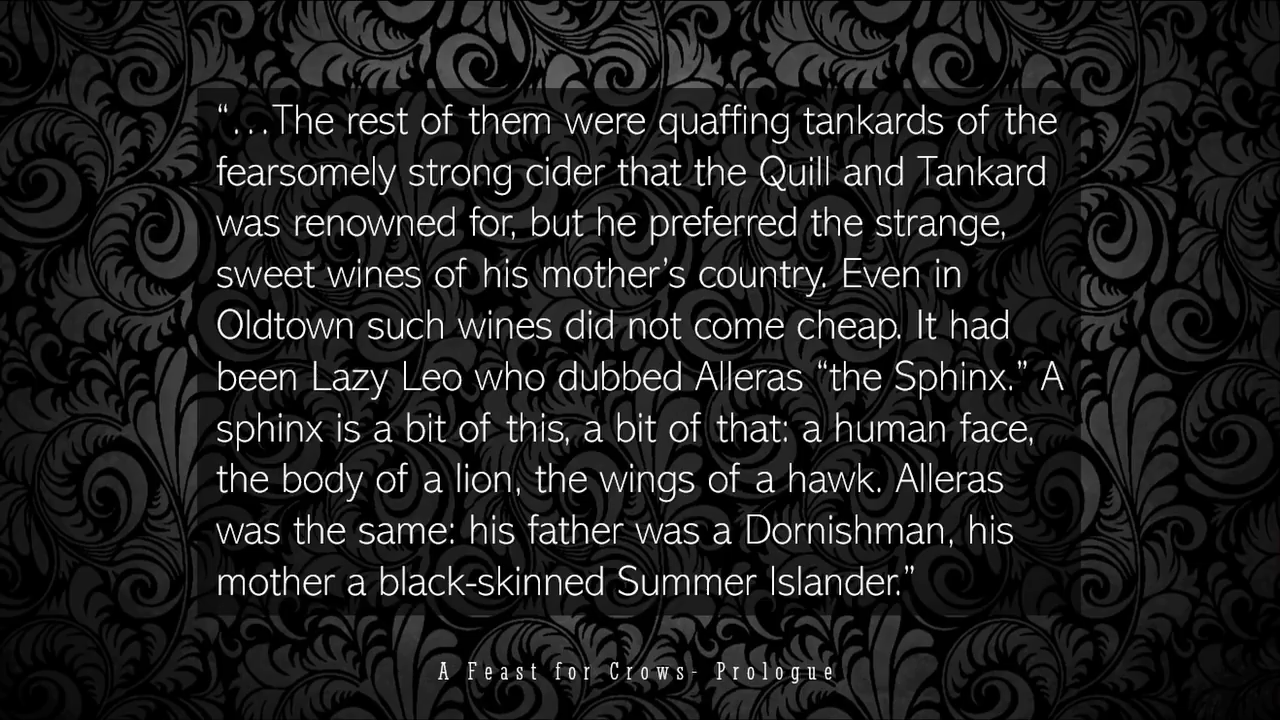 “…The rest of them were quaffing tankards of the
fearsomely strong cider that the Quill and Tankard
was renowned for, but he preferred the strange,
sweet wines of his mother’s country. Even in
Oldtown such wines did not come cheap. It had
been Lazy Leo who dubbed Alleras “the Sphinx.” A
sphinx is a bit of this, a bit of that: a human face,
the body of a lion, the wings of a hawk. Alleras
was the same: his father was a Dornishman, his
mother a black-skinned Summer Islander.”
A Feast for Crows- Prologue